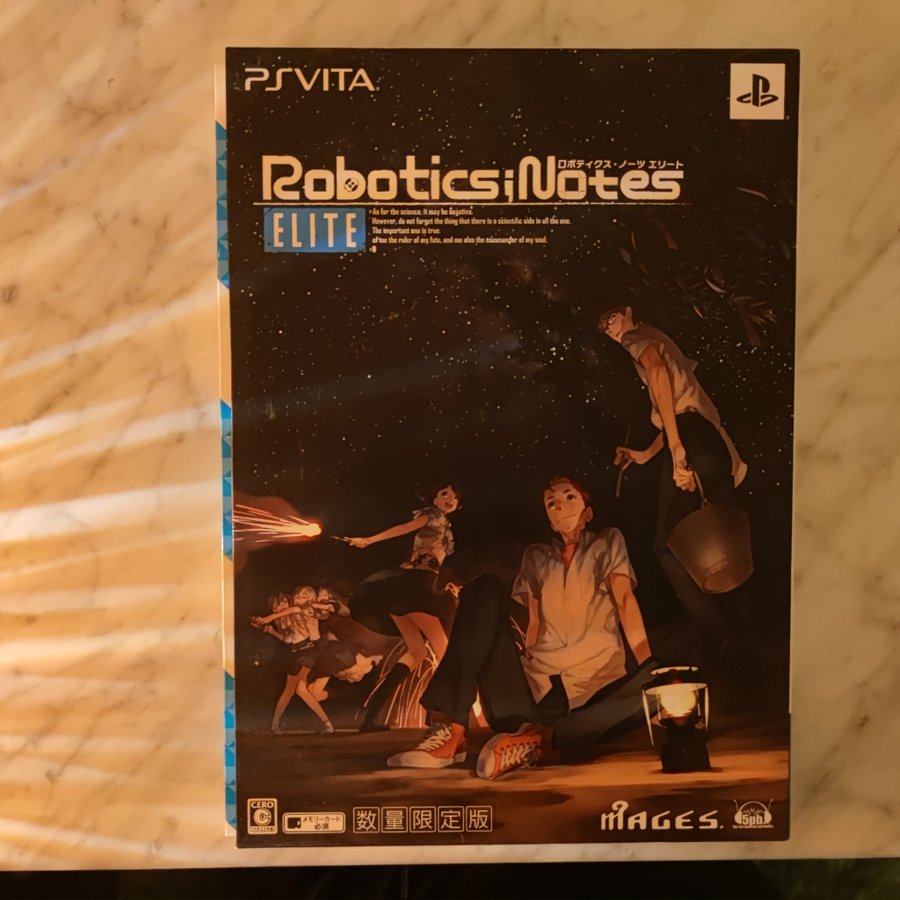 PSVITA
ロボティクス・ノーツ エリート
Robotics;Notes
ELITE
>As for the science, it may be negative.
However, do not forget the thing that there is a scientific side in all the one.
The important one is true.
of me the ruler of my fate, and me also the commander of my soul.
CERO
C
メモリーカード
必須
数量限定版
MAGES.
5pb.